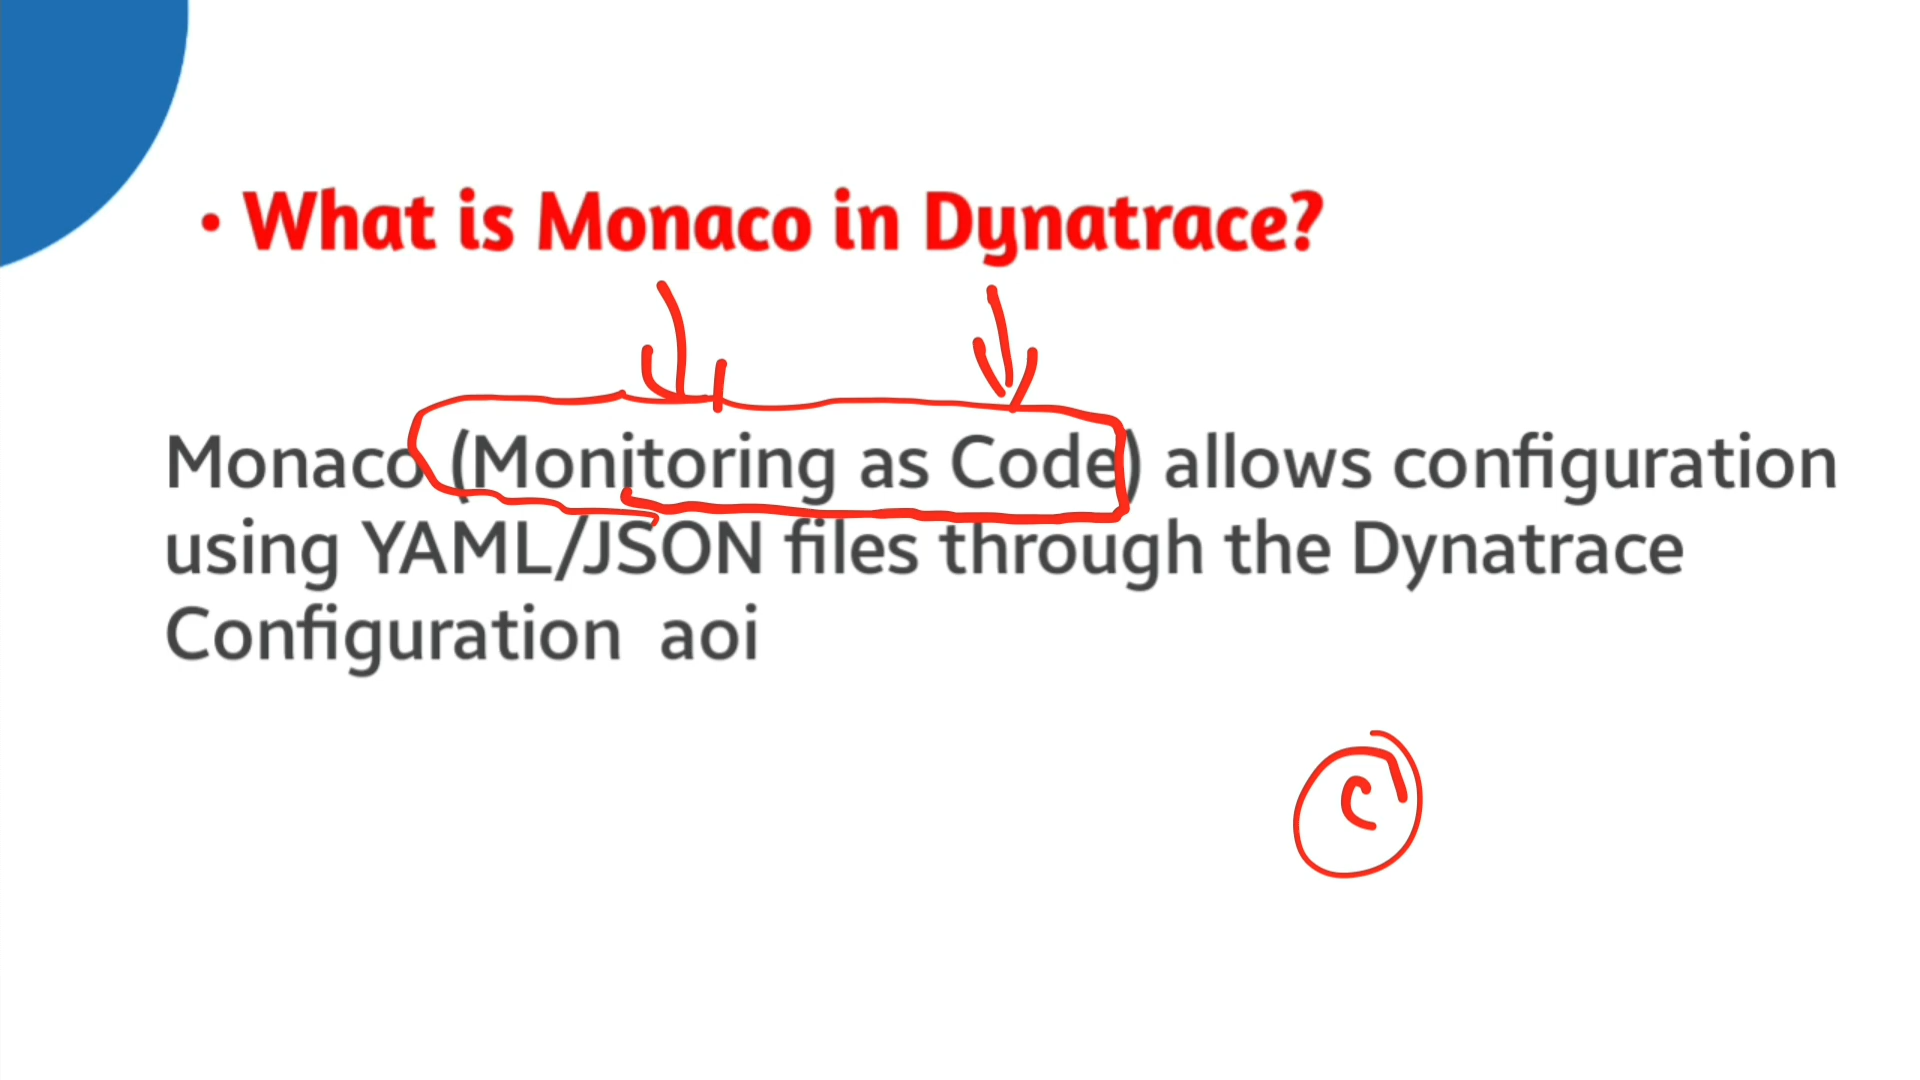 • What is Monaco in Dynatrace?
Monaco (Monitoring as Code) allows configuration
using YAML/JSON files through the Dynatrace
Configuration aoi
C